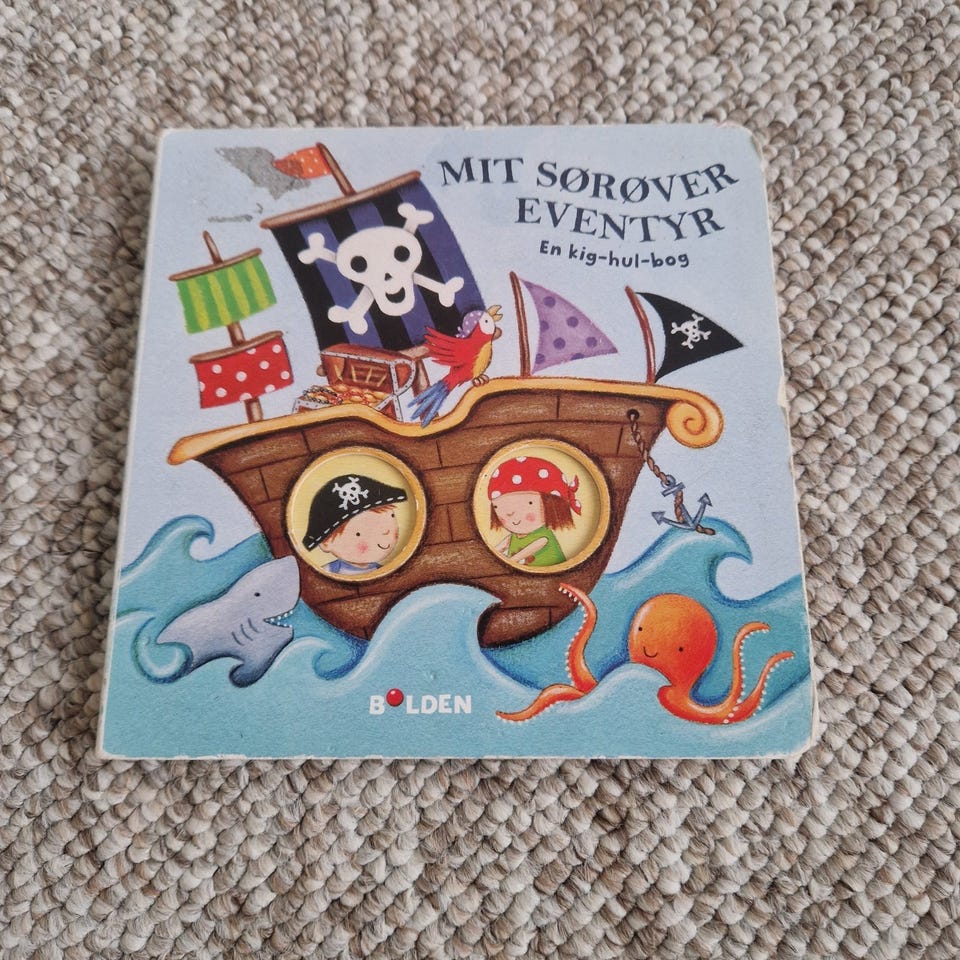 MIT SØRØVER
EVENTYR
En kig-hul-bog
BOLDEN